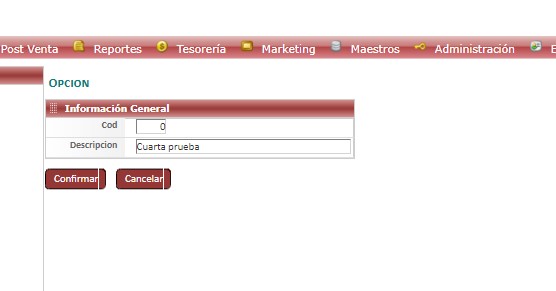 Post Venta Reportes Tesorería Marketing Maestros Administración
OPCION
Información General
Cod 0
Descripcion Cuarta prueba
Confirmar Cancelar